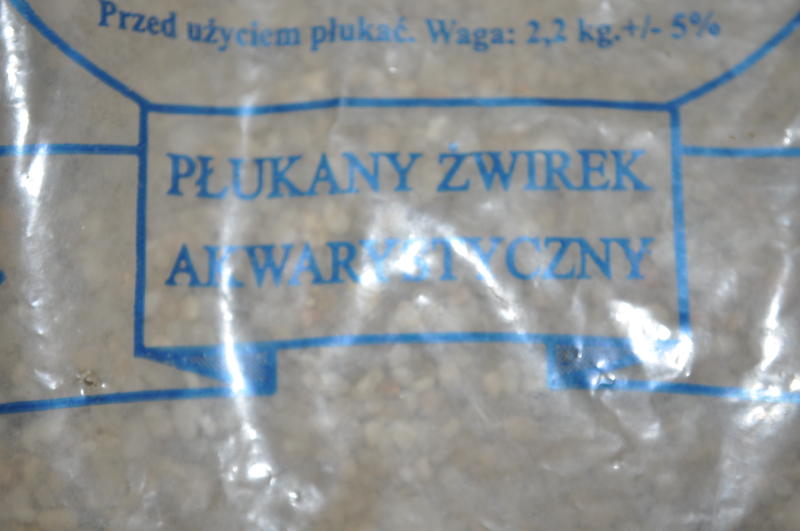 Przed użyciem płukać. Waga: 2,2 kg.+/- 5%
PŁUKANY ŻWIREK
AKWARYSTYCZNY